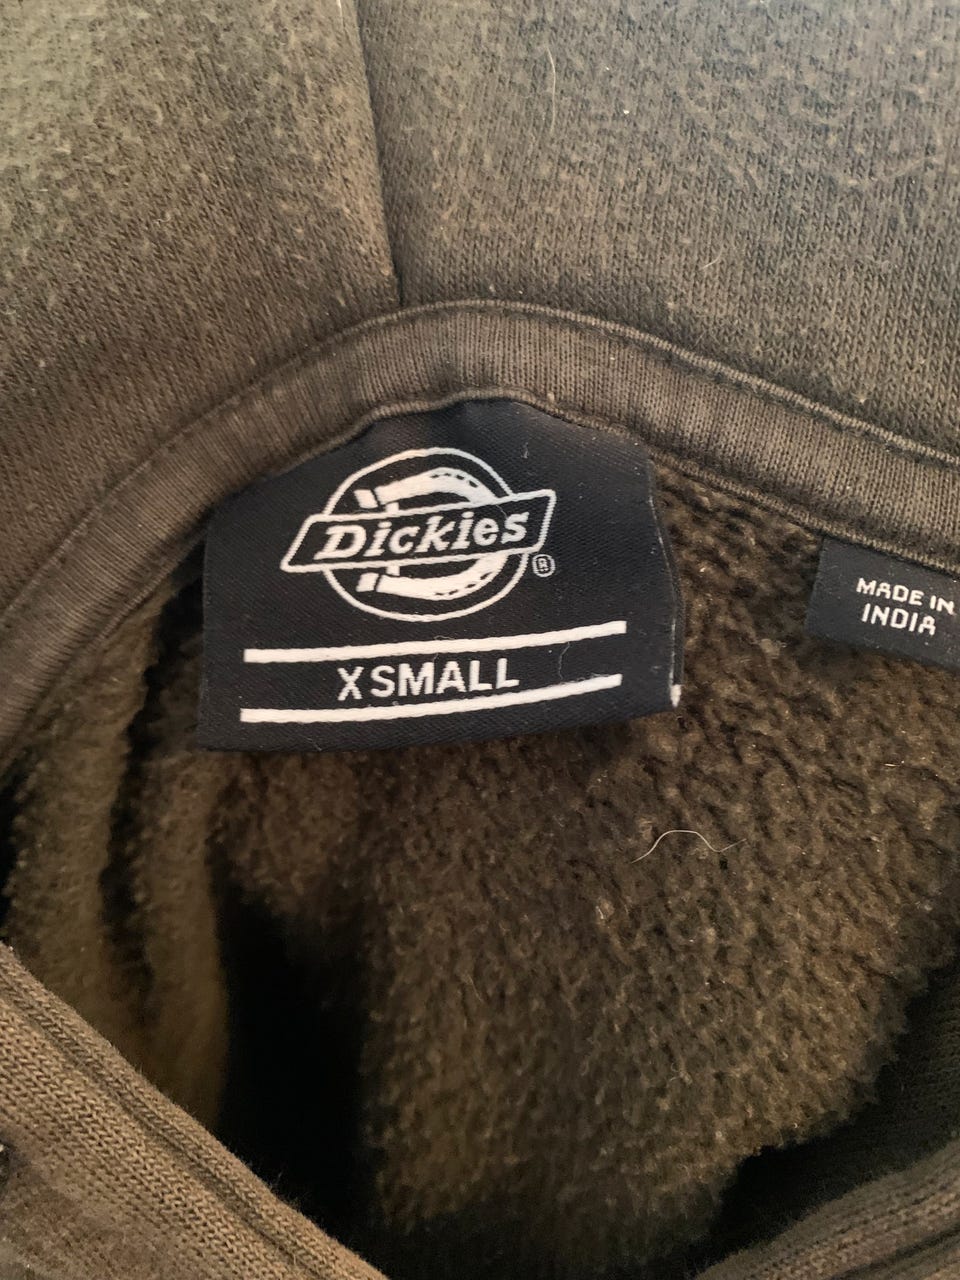 Dickies
®
XSMALL
MADE IN
INDIA